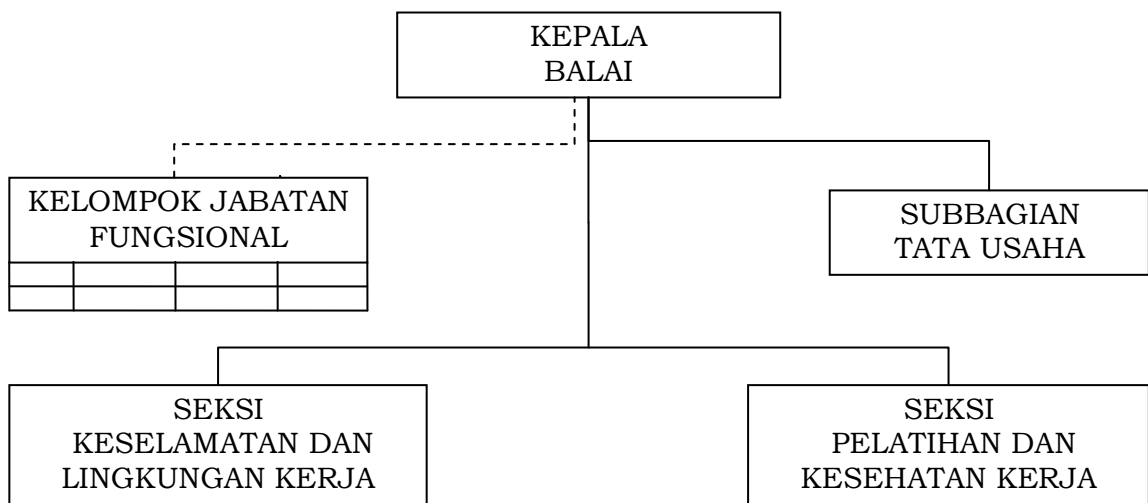 KEPALA
BALAI
KELOMPOK JABATAN
FUNGSIONAL
SUBBAGIAN
TATA USAHA
SEKSI
KESELAMATAN DAN
LINGKUNGAN KERJA
SEKSI
PELATIHAN DAN
KESEHATAN KERJA